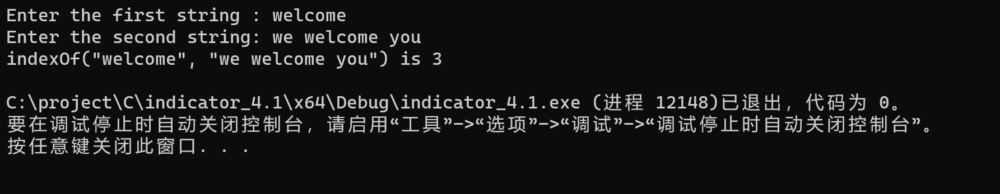 Enter the first string : welcome
Enter the second string: we welcome you
indexOf("welcome", "we welcome you") is 3
C:\project\C\indicator_4.1\x64\Debug\indicator_4.1.exe (进程 12148)已退出，代码为 0。
要在调试停止时自动关闭控制台，请启用“工具”->“选项”->“调试”->“调试停止时自动关闭控制台”。
按任意键关闭此窗口. . .